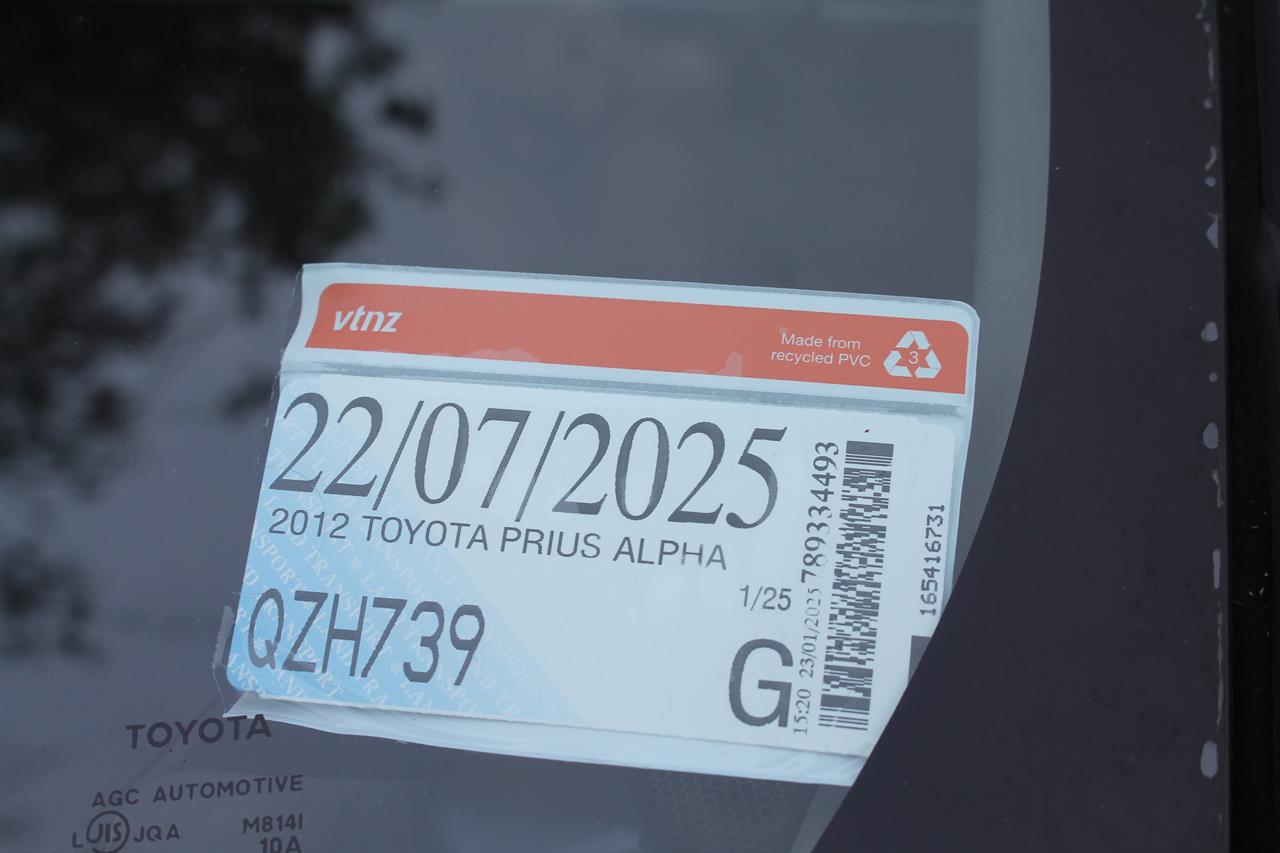 vtnz
Made from
recycled PVC
3
22/07/2025
2012 TOYOTA PRIUS ALPHA
1/25
QZH739
G
15:20 23/01/2025 789334493
165416731
TOYOTA
AGC AUTOMOTIVE
L JIS JQA M814I
10A